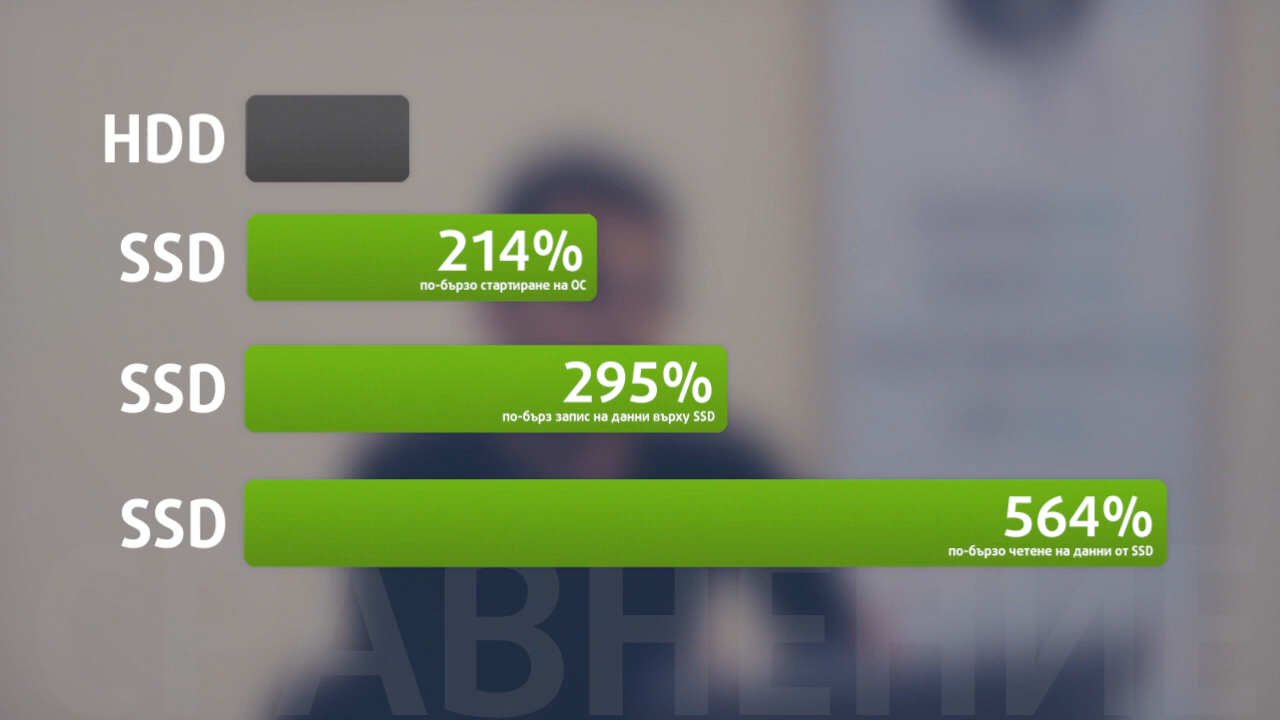 HDD
SSD
214%
по-бързо стартиране на ОС
SSD
295%
по-бърз запис на данни върху SSD
SSD
564%
по-бързо четене на данни от SSD
СРАВНЕНИЕ